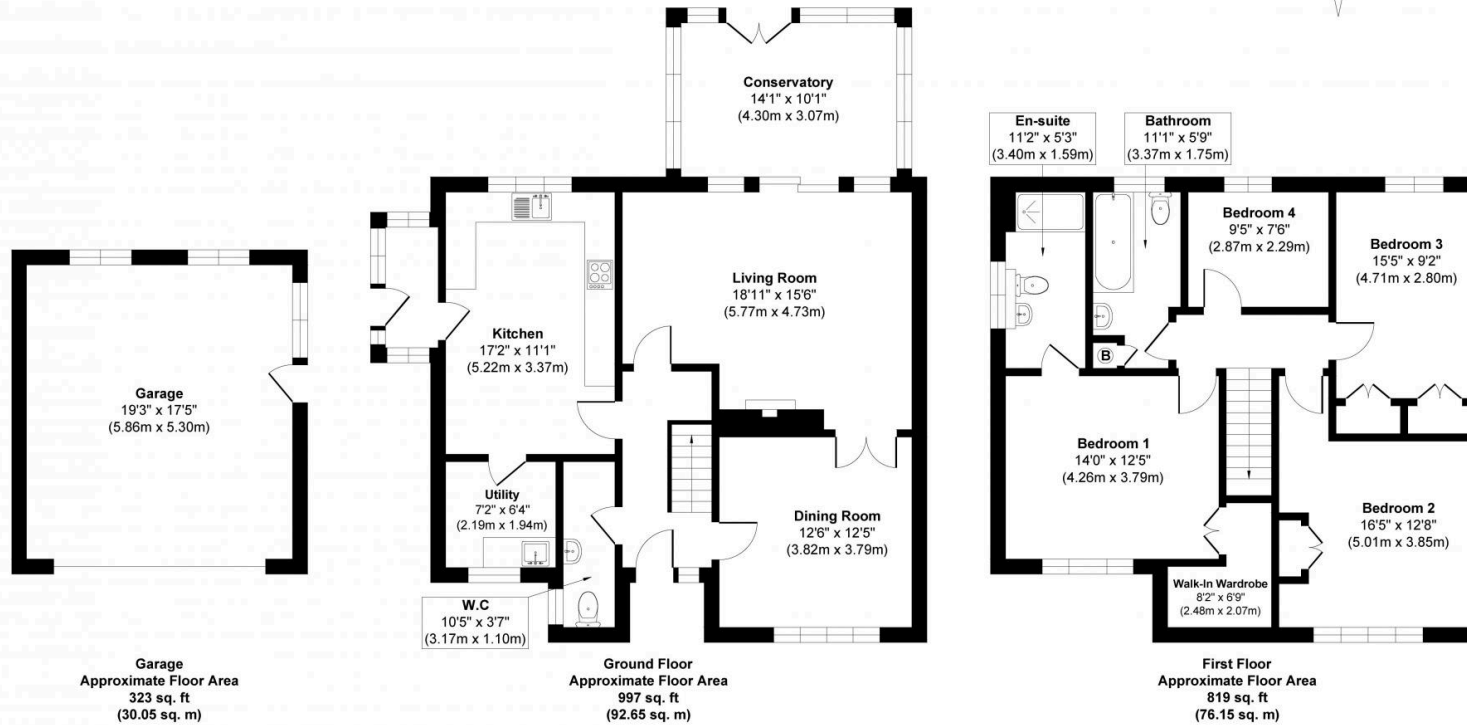 Conservatory
14'1" x 10'1"
(4.30m x 3.07m)
En-suite
11'2" x 5'3"
(3.40m x 1.59m)
Bathroom
11'1" x 5'9"
(3.37m x 1.75m)
Bedroom 4
9'5" x 7'6"
(2.87m x 2.29m)
Bedroom 3
15'5" x 9'2"
(4.71m x 2.80m)
Living Room
18'11" x 15'6"
(5.77m x 4.73m)
Kitchen
17'2" x 11'1"
(5.22m x 3.37m)
B
Garage
19'3" x 17'5"
(5.86m x 5.30m)
Bedroom 1
14'0" x 12'5"
(4.26m x 3.79m)
Utility
7'2" x 6'4"
(2.19m x 1.94m)
Dining Room
12'6" x 12'5"
(3.82m x 3.79m)
Bedroom 2
16'5" x 12'8"
(5.01m x 3.85m)
Walk-In Wardrobe
8'2" x 6'9"
(2.48m x 2.07m)
W.C
10'5" x 3'7"
(3.17m x 1.10m)
Garage
Approximate Floor Area
323 sq. ft
(30.05 sq. m)
Ground Floor
Approximate Floor Area
997 sq. ft
(92.65 sq. m)
First Floor
Approximate Floor Area
819 sq. ft
(76.15 sq. m)